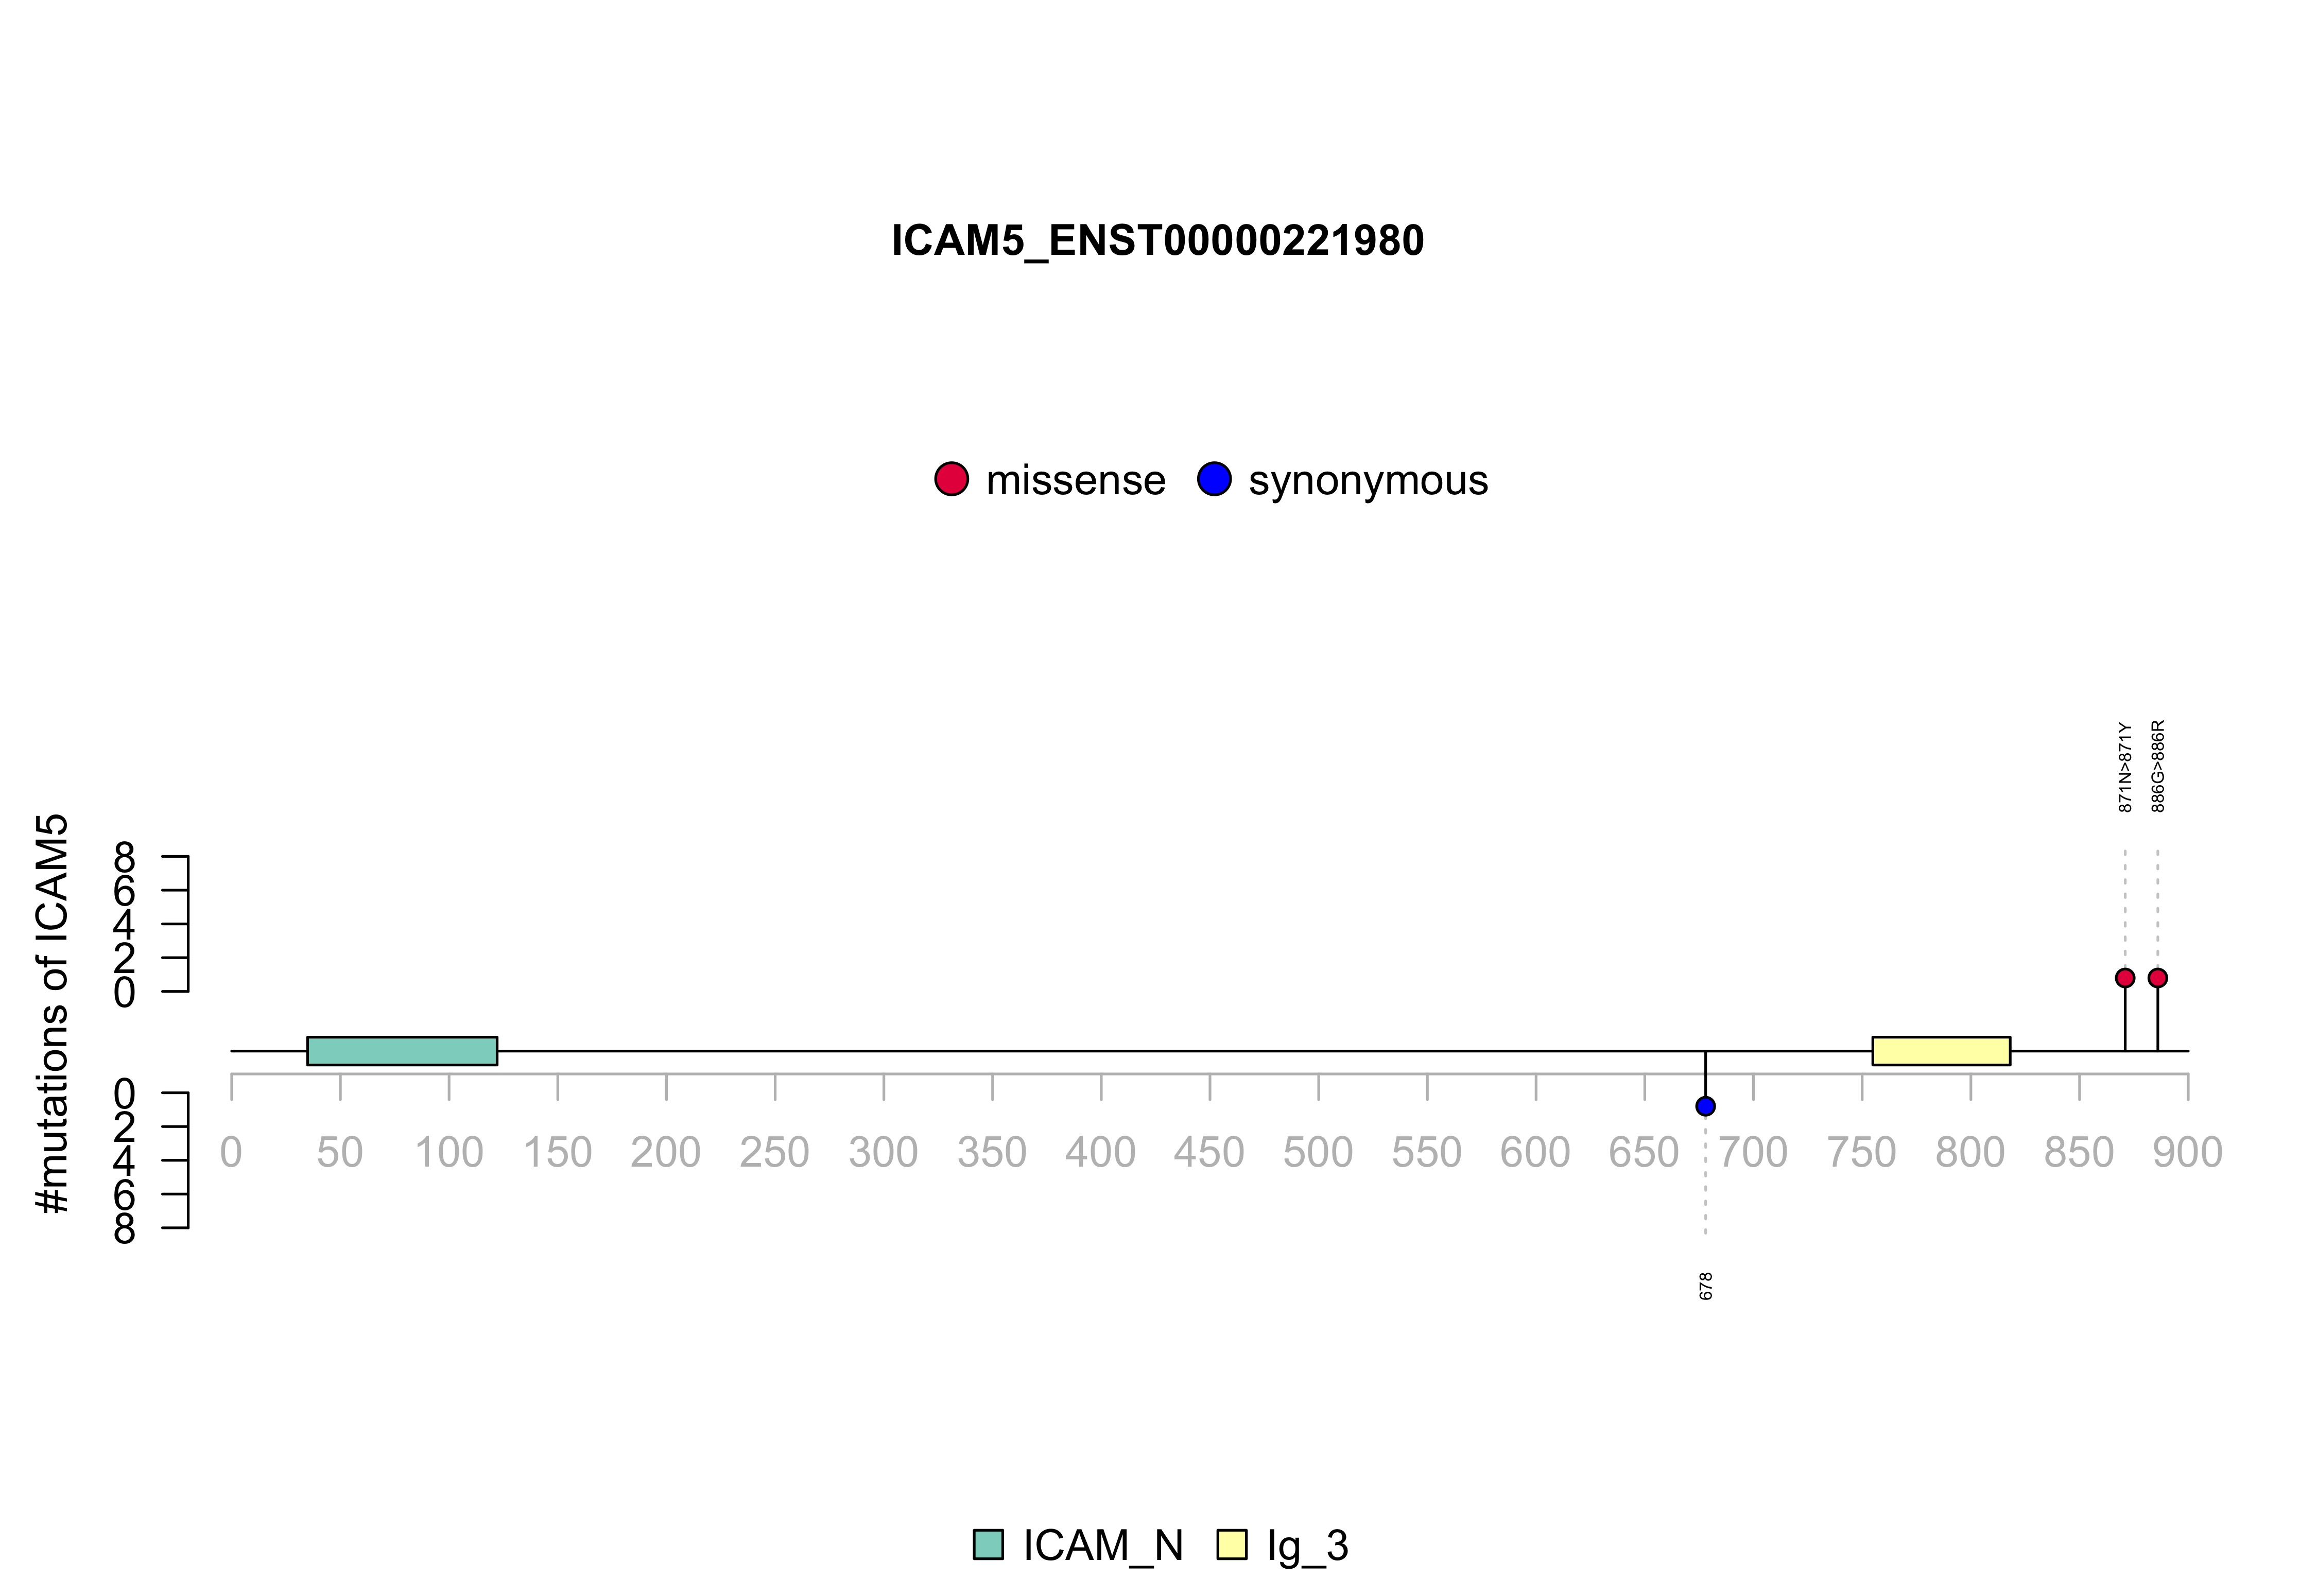 ICAM5_ENST00000221980
missense synonymous
871N>871Y
886G>886R
#mutations of ICAM5
8
6
4
2
0
0
2
4
6
8
0 50 100 150 200 250 300 350 400 450 500 550 600 650 700 750 800 850 900
678
ICAM_N Ig_3